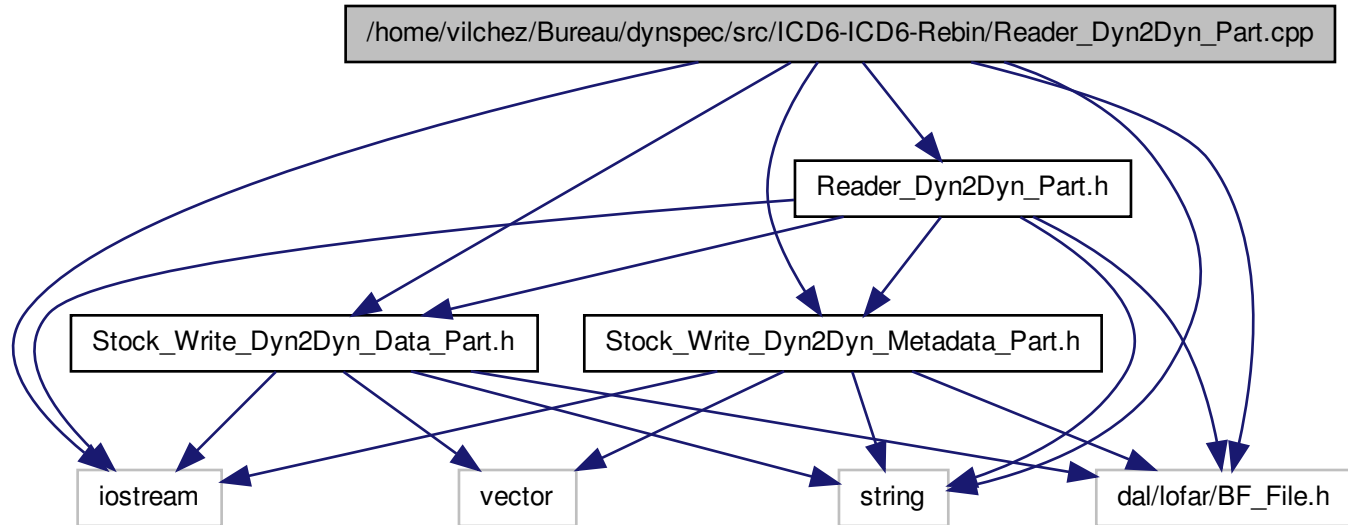 /home/vilchez/Bureau/dynspec/src/ICD6-ICD6-Rebin/Reader_Dyn2Dyn_Part.cpp
Reader_Dyn2Dyn_Part.h
Stock_Write_Dyn2Dyn_Data_Part.h
Stock_Write_Dyn2Dyn_Metadata_Part.h
iostream
vector
string
dal/lofar/BF_File.h